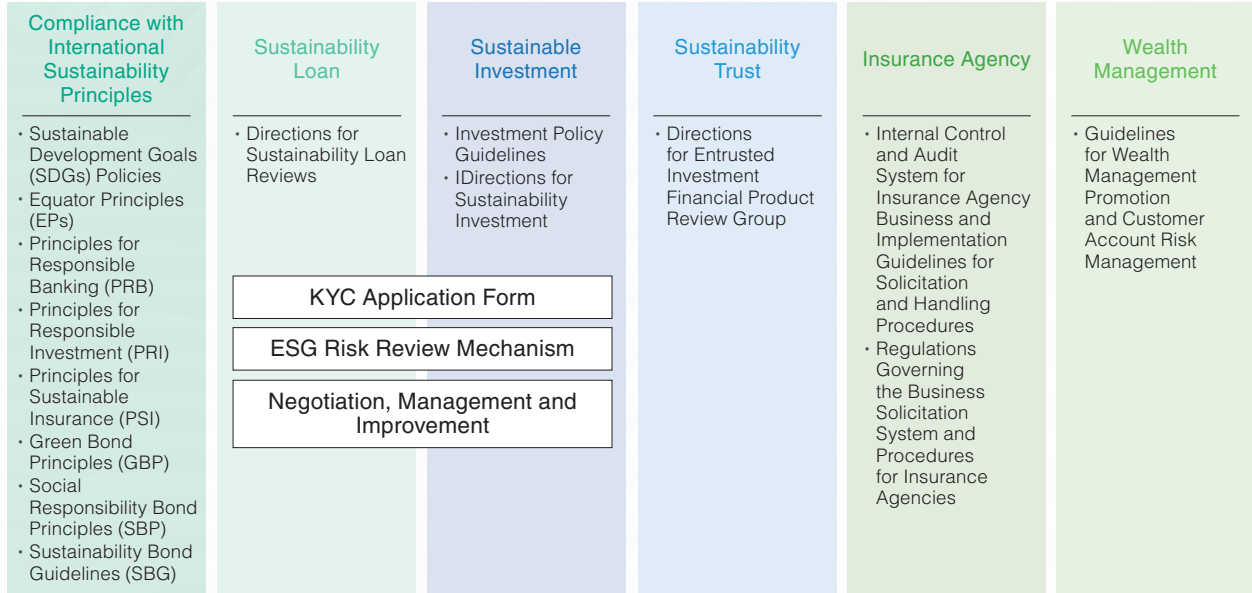 Compliance with
International
Sustainability
Principles
· Sustainable
Development Goals
(SDGs) Policies
· Equator Principles
(EPs)
· Principles for
Responsible
Banking (PRB)
· Principles for
Responsible
Investment (PRI)
· Principles for
Sustainable
Insurance (PSI)
· Green Bond
Principles (GBP)
· Social
Responsibility Bond
Principles (SBP)
· Sustainability Bond
Guidelines (SBG)
Sustainability
Loan
· Directions for
Sustainability Loan
Reviews
Sustainable
Investment
· Investment Policy
Guidelines
· IDirections for
Sustainability
Investment
KYC Application Form
ESG Risk Review Mechanism
Negotiation, Management and
Improvement
Sustainability
Trust
· Directions
for Entrusted
Investment
Financial Product
Review Group
Insurance Agency
· Internal Control
and Audit
System for
Insurance Agency
Business and
Implementation
Guidelines for
Solicitation
and Handling
Procedures
· Regulations
Governing
the Business
Solicitation
System and
Procedures
for Insurance
Agencies
Wealth
Management
· Guidelines
for Wealth
Management
Promotion
and Customer
Account Risk
Management